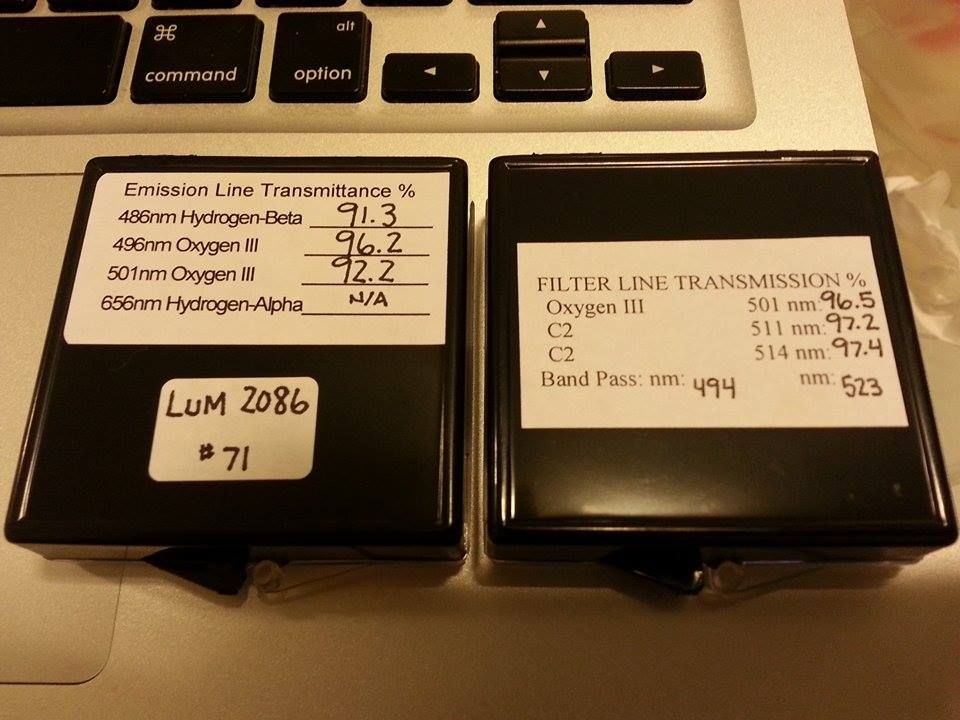 ⌘
alt
command
option
◀
▲
▼
▶
Emission Line Transmittance %
486nm Hydrogen-Beta 91.3
496nm Oxygen III 96.2
501nm Oxygen III 92.2
656nm Hydrogen-Alpha N/A
LUM 2086
#71
FILTER LINE TRANSMISSION %
Oxygen III 501 nm: 96.5
C2 511 nm: 97.2
C2 514 nm: 97.4
Band Pass: nm: 494 nm: 523